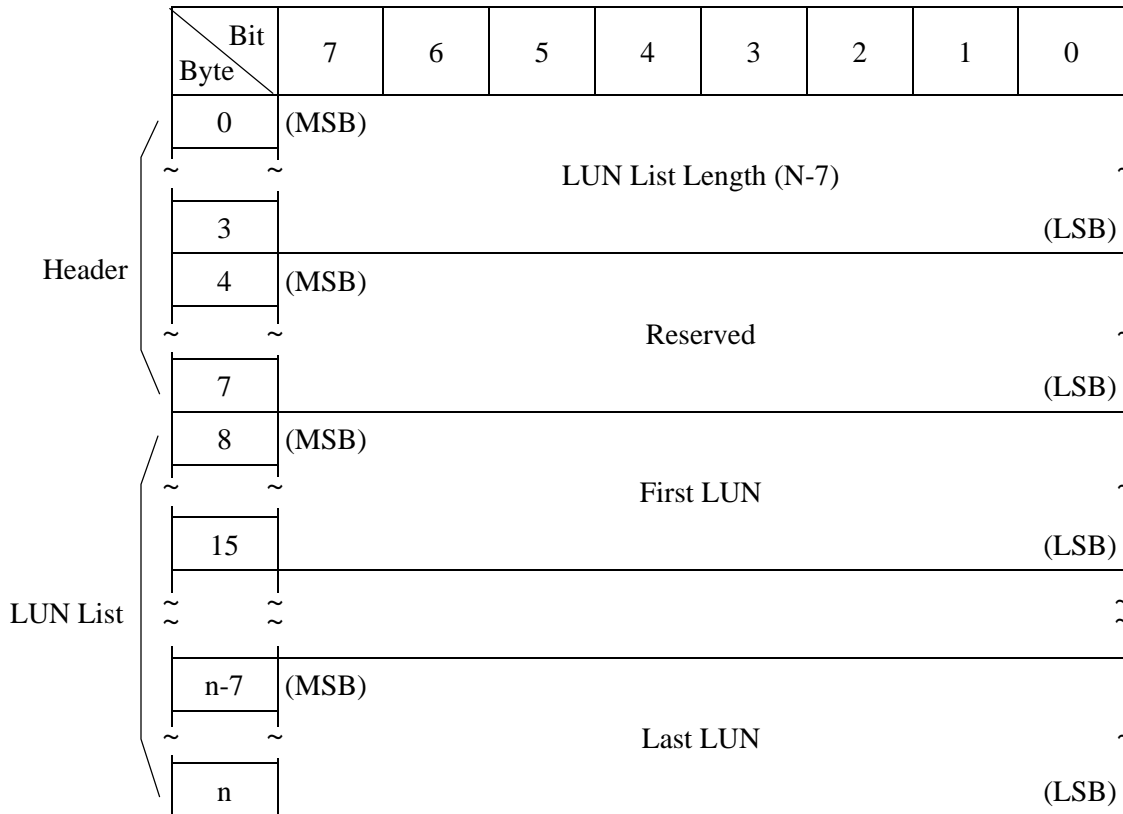 Bit
Byte 7 6 5 4 3 2 1 0
0 (MSB)
~ ~ LUN List Length (N-7) ~
3 (LSB)
Header
4 (MSB)
~ ~ Reserved ~
7 (LSB)
8 (MSB)
~ ~ First LUN ~
15 (LSB)
LUN List
~ ~ ~
~ ~ ~
n-7 (MSB)
~ ~ Last LUN ~
n (LSB)